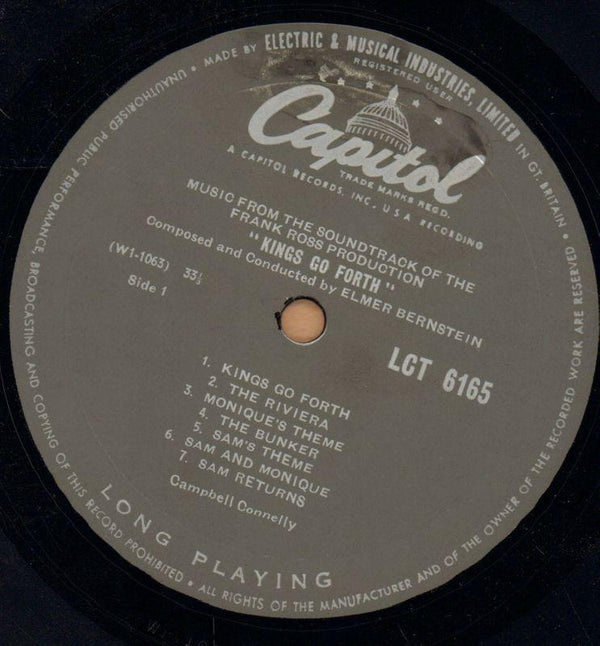 MADE BY ELECTRIC & MUSICAL INDUSTRIES, LIMITED IN GT. BRITAIN • ALL RIGHTS OF THE MANUFACTURER AND OF THE OWNER OF THE RECORDED WORK ARE RESERVED • UNAUTHORISED PUBLIC PERFORMANCE, BROADCASTING AND COPYING OF THIS RECORD PROHIBITED •
REGISTERED USER
Capitol
TRADE MARKS REGD.
A CAPITOL RECORDS, INC., U.S.A. RECORDING
MUSIC FROM THE SOUNDTRACK OF THE
FRANK ROSS PRODUCTION
"KINGS GO FORTH"
Composed and Conducted by ELMER BERNSTEIN
(W1-1063) 33⅓
Side 1
LCT 6165
1. KINGS GO FORTH
2. THE RIVIERA
3. MONIQUE'S THEME
4. THE BUNKER
5. SAM'S THEME
6. SAM AND MONIQUE
7. SAM RETURNS
Campbell Connelly
LONG PLAYING